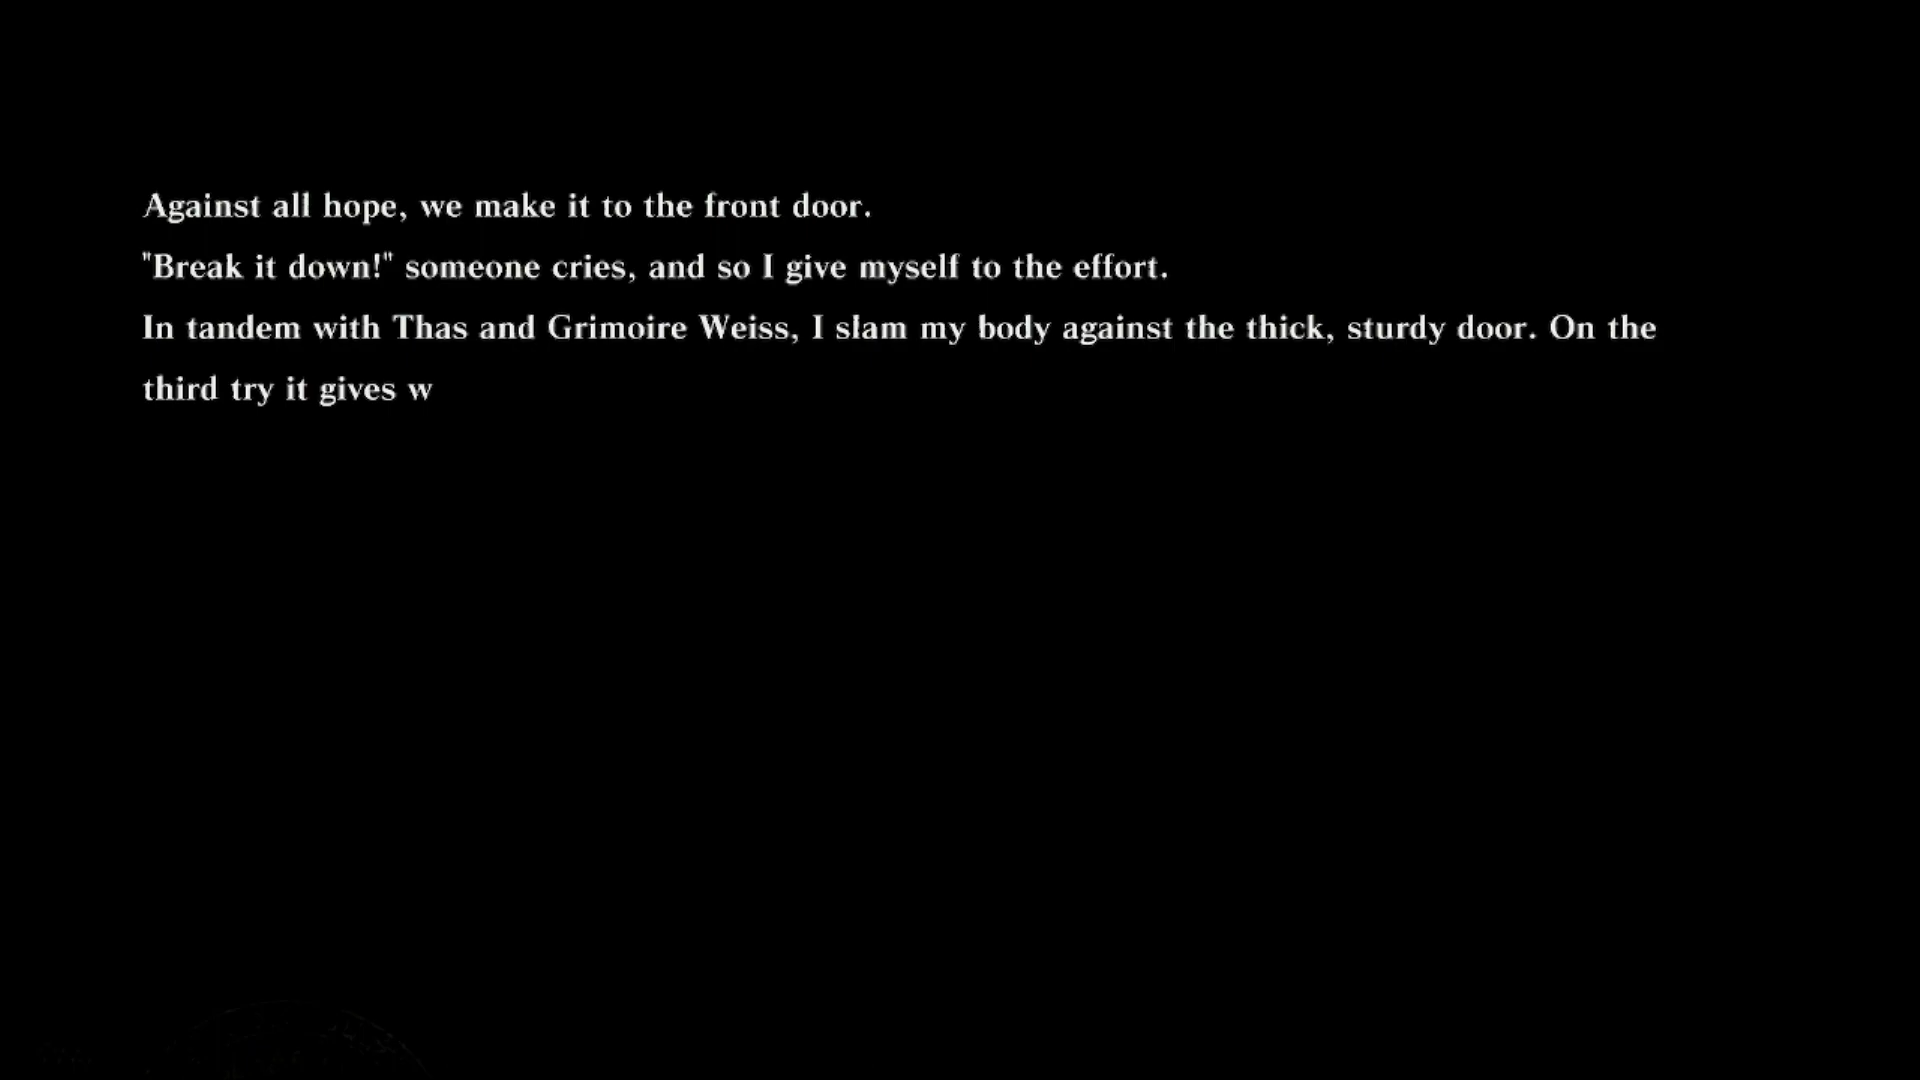 Against all hope, we make it to the front door.
"Break it down!" someone cries, and so I give myself to the effort.
In tandem with Thas and Grimoire Weiss, I slam my body against the thick, sturdy door. On the
third try it gives w